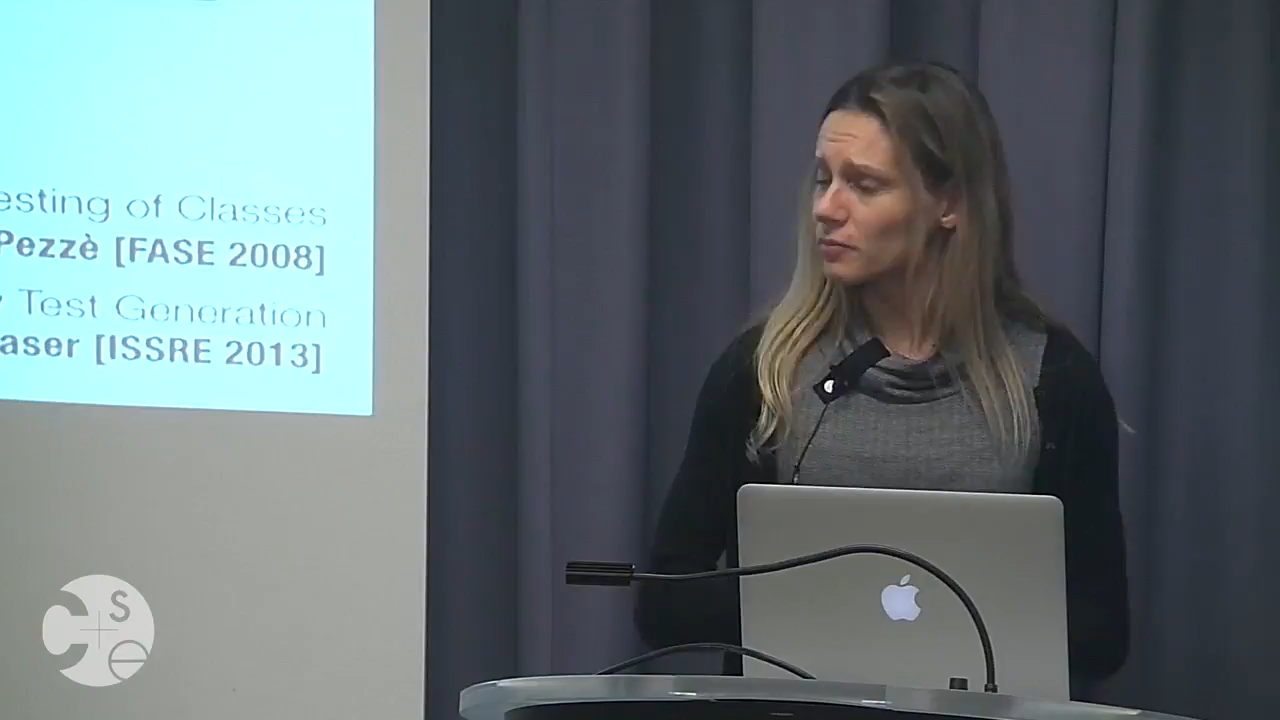 esting of Classes
Pezzè [FASE 2008]
Test Generation
aser [ISSRE 2013]
C S e